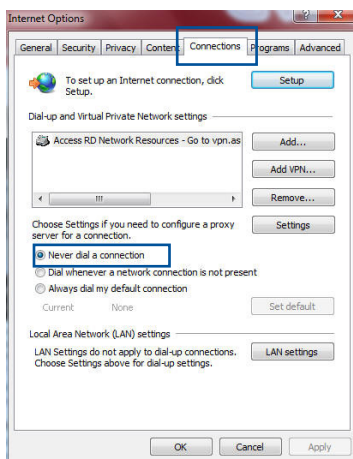 Internet Options
General Security Privacy Content Connections Programs Advanced
To set up an Internet connection, click
Setup.
Setup
Dial-up and Virtual Private Network settings
Access RD Network Resources - Go to vpn.as
Add...
Add VPN...
Remove...
Choose Settings if you need to configure a proxy
server for a connection.
Settings
Never dial a connection
Dial whenever a network connection is not present
Always dial my default connection
Current None Set default
Local Area Network (LAN) settings
LAN Settings do not apply to dial-up connections.
Choose Settings above for dial-up settings.
LAN settings
OK Cancel Apply